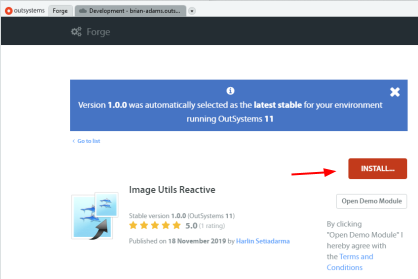 outsystems Forge Development - brian-adams.outs...
Forge
Version 1.0.0 was automatically selected as the latest stable for your environment
running OutSystems 11
‹ Go to list
INSTALL...
Image Utils Reactive
Open Demo Module
Stable version 1.0.0 (OutSystems 11)
5.0 (1 rating)
Published on 18 November 2019 by Harlin Setiadarma
By clicking
"Open Demo Module" I
hereby agree with
the Terms and
Conditions